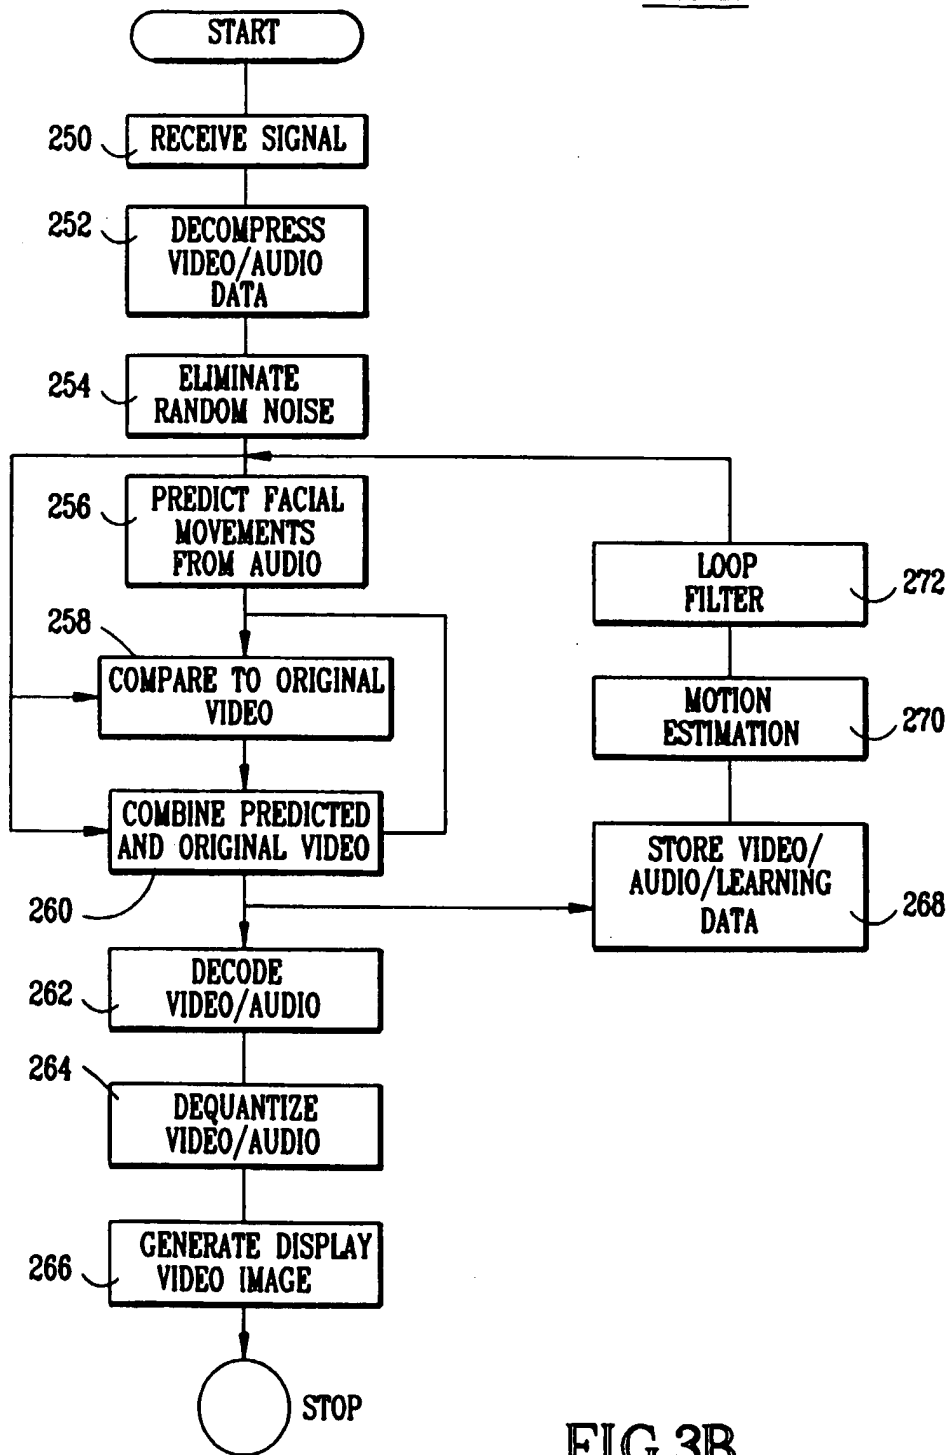 START
250
RECEIVE SIGNAL
252
DECOMPRESS
VIDEO/AUDIO
DATA
254
ELIMINATE
RANDOM NOISE
256
PREDICT FACIAL
MOVEMENTS
FROM AUDIO
LOOP
FILTER
272
258
COMPARE TO ORIGINAL
VIDEO
MOTION
ESTIMATION
270
COMBINE PREDICTED
AND ORIGINAL VIDEO
260
STORE VIDEO/
AUDIO/LEARNING
DATA
268
DECODE
VIDEO/AUDIO
262
264
DEQUANTIZE
VIDEO/AUDIO
GENERATE DISPLAY
VIDEO IMAGE
266
STOP
FIG.3B